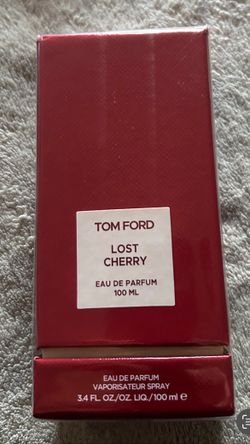 TOM FORD
LOST
CHERRY
EAU DE PARFUM
100 ML
EAU DE PARFUM
VAPORISATEUR SPRAY
3.4 FL. OZ/OZ. LIQ./100 ml e